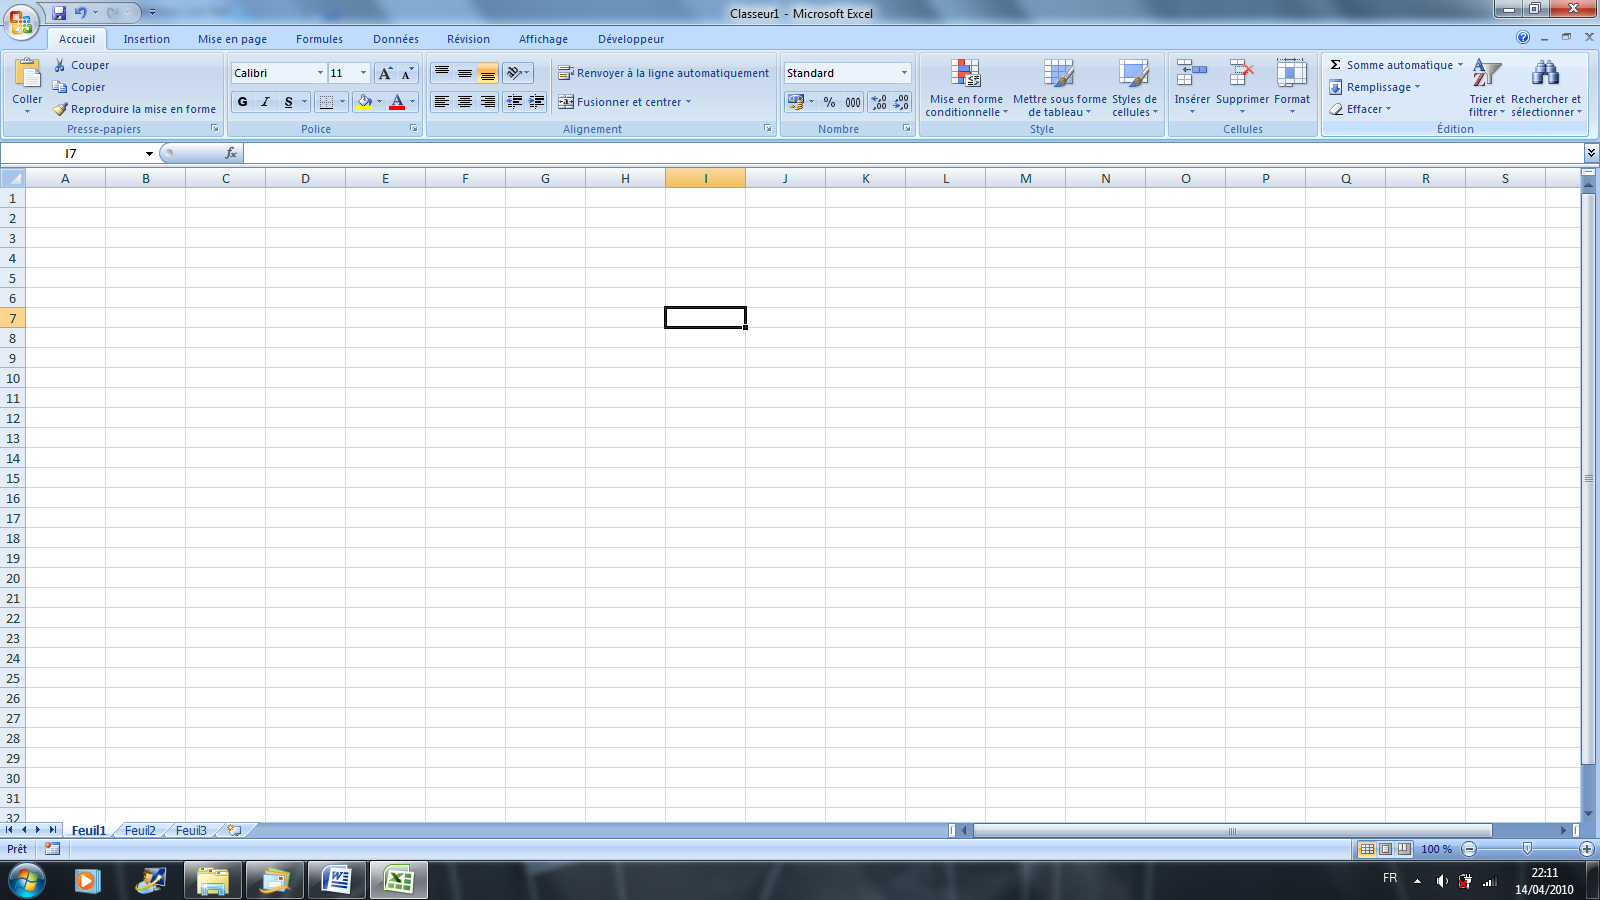 Classeur1 - Microsoft Excel
Accueil Insertion Mise en page Formules Données Révision Affichage Développeur
Coller
Couper
Copier
Reproduire la mise en forme
Presse-papiers
Calibri 11
G I S A
Police
Renvoyer à la ligne automatiquement
Fusionner et centrer
Alignement
Standard
% 000
Nombre
Mise en forme conditionnelle
Mettre sous forme de tableau
Styles de cellules
Style
Insérer Supprimer Format
Cellules
Σ Somme automatique
Remplissage
Effacer
Trier et filtrer
Rechercher et sélectionner
Édition
I7 fx
A B C D E F G H I J K L M N O P Q R S
1
2
3
4
5
6
7
8
9
10
11
12
13
14
15
16
17
18
19
20
21
22
23
24
25
26
27
28
29
30
31
32
Feuil1 Feuil2 Feuil3
Prêt 100 %
FR 22:11
14/04/2010